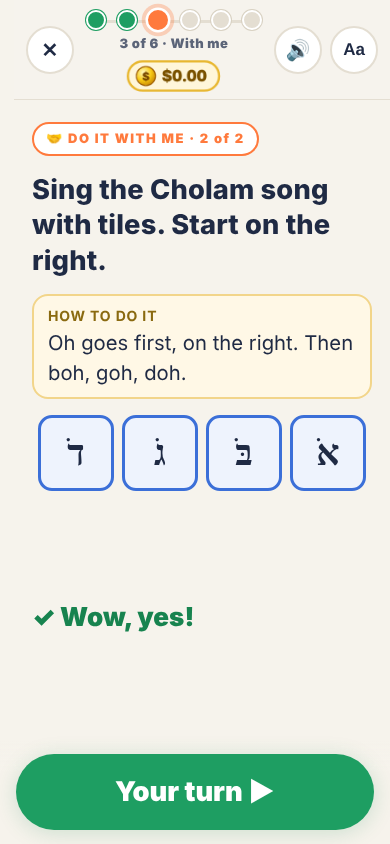 ✕
3 of 6 · With me
$ $0.00
Aa
DO IT WITH ME · 2 of 2
Sing the Cholam song
with tiles. Start on the
right.
HOW TO DO IT
Oh goes first, on the right. Then
boh, goh, doh.
אֹ בֹּ גֹ דֹ
✓ Wow, yes!
Your turn ▶